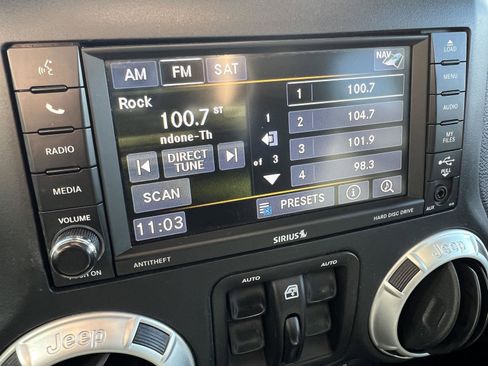 NAV
LOAD
AM FM SAT
MENU
Rock
1 100.7
100.7 ST
1
2 104.7
AUDIO
ndone-Th
RADIO
3 101.9
MY FILES
DIRECT TUNE
of 3
4 98.3
MEDIA
SCAN
VOLUME
11:03
PRESETS
AUX
SIRIUS
HARD DISC DRIVE
PUSH ON
ANTITHEFT
AUTO AUTO
Jeep
Jeep